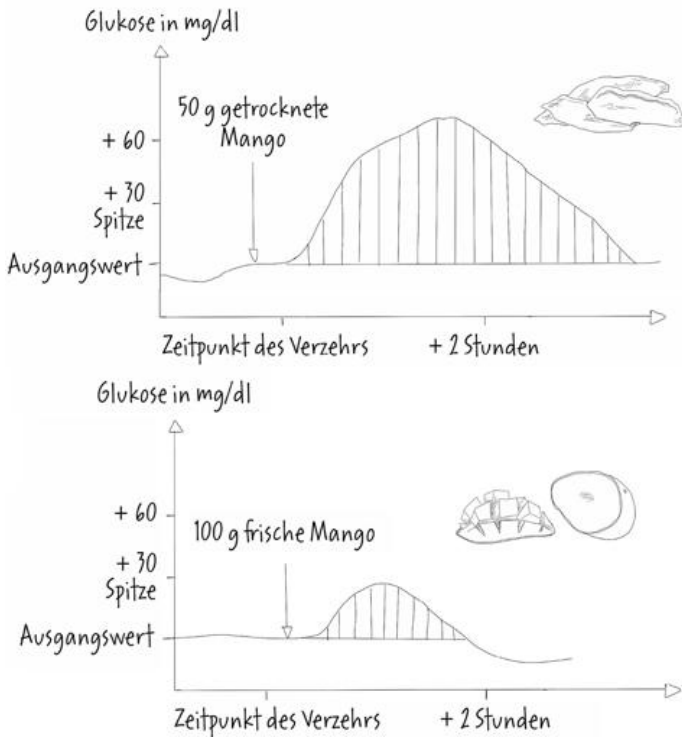 Glukose in mg/dl
50 g getrocknete
Mango
+ 60
+ 30
Spitze
Ausgangswert
Zeitpunkt des Verzehrs + 2 Stunden
Glukose in mg/dl
+ 60
100 g frische Mango
+ 30
Spitze
Ausgangswert
Zeitpunkt des Verzehrs + 2 Stunden